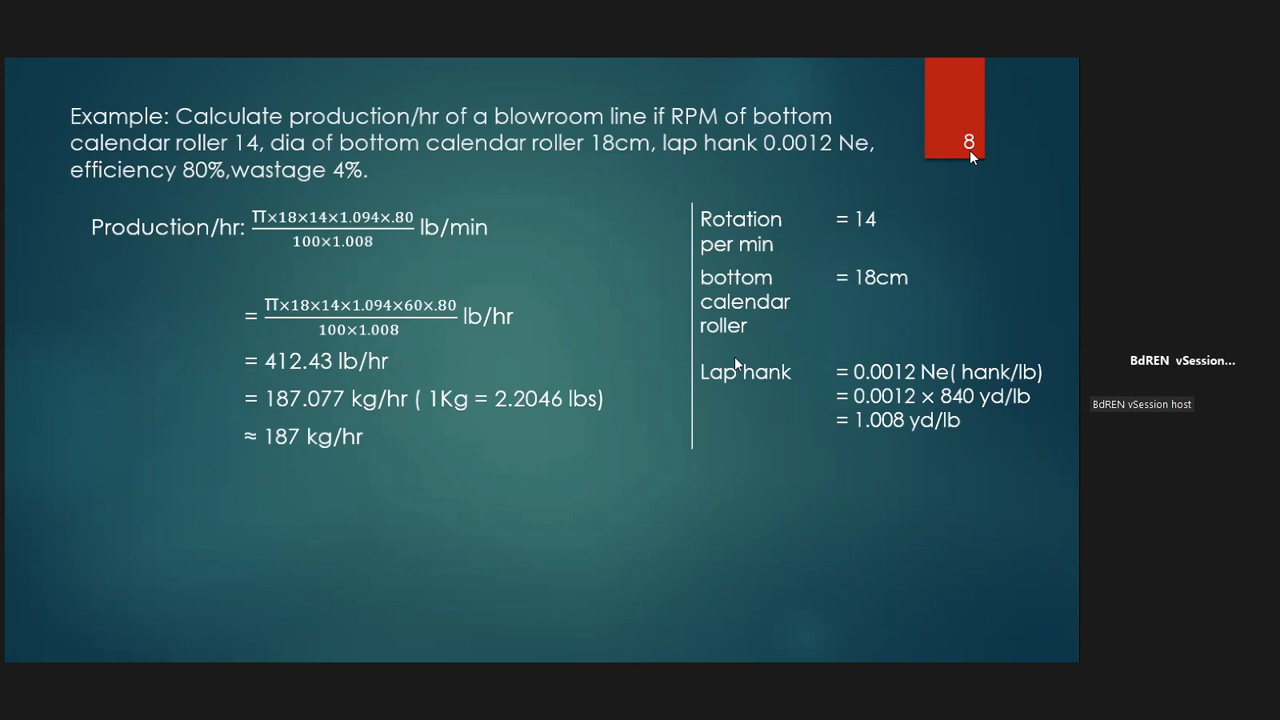 Example: Calculate production/hr of a blowroom line if RPM of bottom
calendar roller 14, dia of bottom calendar roller 18cm, lap hank 0.0012 Ne,
efficiency 80%,wastage 4%.
8
Production/hr: π×18×14×1.094×.80 / 100×1.008 lb/min
= π×18×14×1.094×60×.80 / 100×1.008 lb/hr
= 412.43 lb/hr
= 187.077 kg/hr ( 1Kg = 2.2046 lbs)
≈ 187 kg/hr
Rotation = 14
per min
bottom = 18cm
calendar
roller
Lap hank = 0.0012 Ne( hank/lb)
= 0.0012 × 840 yd/lb
= 1.008 yd/lb
BdREN vSession...
BdREN vSession host